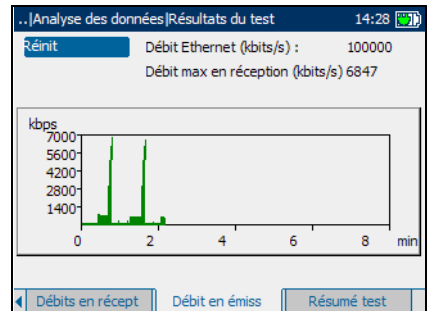 ..|Analyse des données|Résultats du test 14:28
Réinit Débit Ethernet (kbits/s) : 100000
Débit max en réception (kbits/s) 6847
kbps
7000
5600
4200
2800
1400
0 2 4 6 8 min
Débits en récept Débit en émiss Résumé test